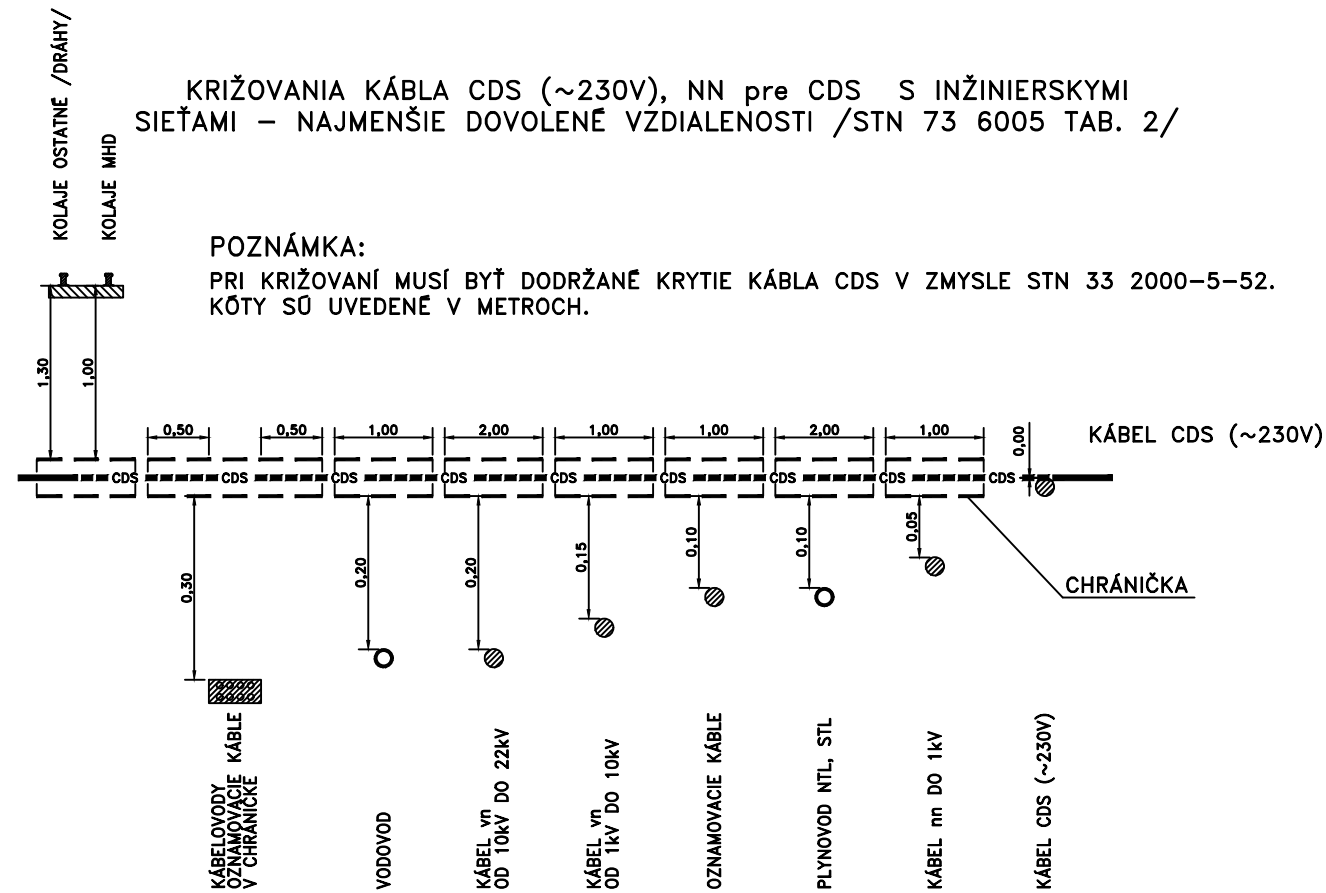 KOLAJE OSTATNÉ /DRÁHY/
KOLAJE MHD
KRIŽOVANIA KÁBLA CDS (~230V), NN pre CDS S INŽINIERSKYMI
SIEŤAMI – NAJMENŠIE DOVOLENÉ VZDIALENOSTI /STN 73 6005 TAB. 2/
POZNÁMKA:
PRI KRIŽOVANÍ MUSÍ BYŤ DODRŽANÉ KRYTIE KÁBLA CDS V ZMYSLE STN 33 2000-5-52.
KÓTY SÚ UVEDENÉ V METROCH.
1,30
1,00
0,50
0,50
1,00
2,00
1,00
1,00
2,00
1,00
0,00
KÁBEL CDS (~230V)
CDS
CDS
CDS
CDS
CDS
CDS
CDS
CDS
CDS
0,30
0,20
0,20
0,15
0,10
0,10
0,05
CHRÁNIČKA
KÁBELOVODY
OZNAMOVACIE KÁBLE
V CHRÁNIČKE
VODOVOD
KÁBEL vn
OD 10kV DO 22kV
KÁBEL vn
OD 1kV DO 10kV
OZNAMOVACIE KÁBLE
PLYNOVOD NTL, STL
KÁBEL nn DO 1kV
KÁBEL CDS (~230V)